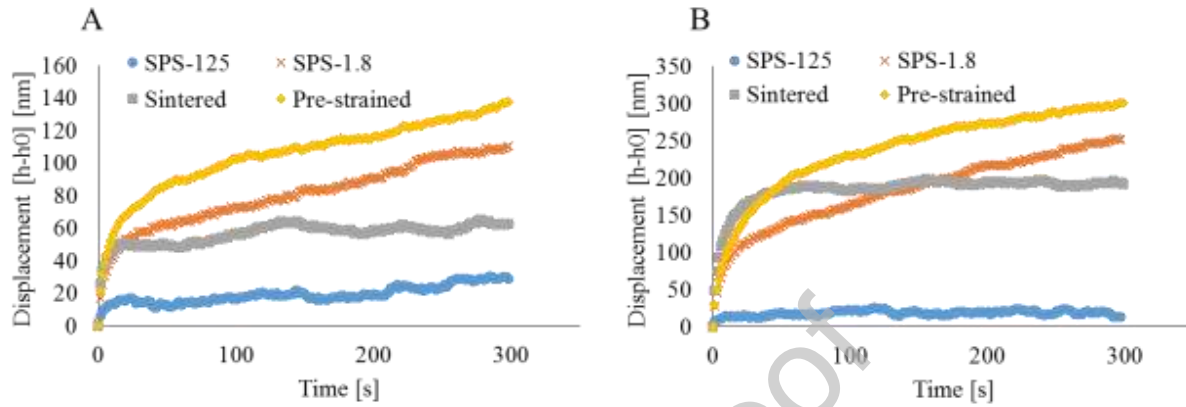 A
SPS-125
SPS-1.8
Sintered
Pre-strained
160
140
120
100
80
60
40
20
0
Displacement [h-h0] [nm]
0
100
200
300
Time [s]
B
SPS-125
SPS-1.8
Sintered
Pre-strained
350
300
250
200
150
100
50
0
Displacement [h-h0] [nm]
0
100
200
300
Time [s]
oof